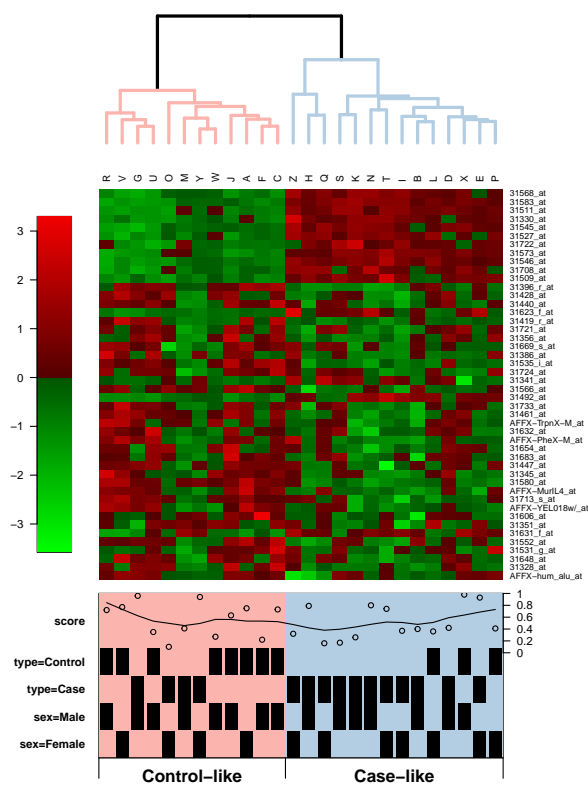 R V G U O M Y W J A F C Z H Q S K N T I B L D X E P
31568_at
31583_at
31511_at
31330_at
31545_at
31527_at
31722_at
31573_at
31546_at
31708_at
31509_at
31396_r_at
31428_at
31440_at
31623_f_at
31419_r_at
31721_at
31356_at
31669_s_at
31386_at
31535_i_at
31724_at
31341_at
31566_at
31492_at
31733_at
31461_at
AFFX-TrpnX-M_at
31632_at
AFFX-PheX-M_at
31654_at
31683_at
31447_at
31345_at
31580_at
AFFX-MurIL4_at
31713_s_at
AFFX-YEL018w/_at
31606_at
31351_at
31631_f_at
31552_at
31531_g_at
31648_at
31328_at
AFFX-hum_alu_at
3
2
1
0
−1
−2
−3
score
1
0.8
0.6
0.4
0.2
0
type=Control
type=Case
sex=Male
sex=Female
Control−like Case−like